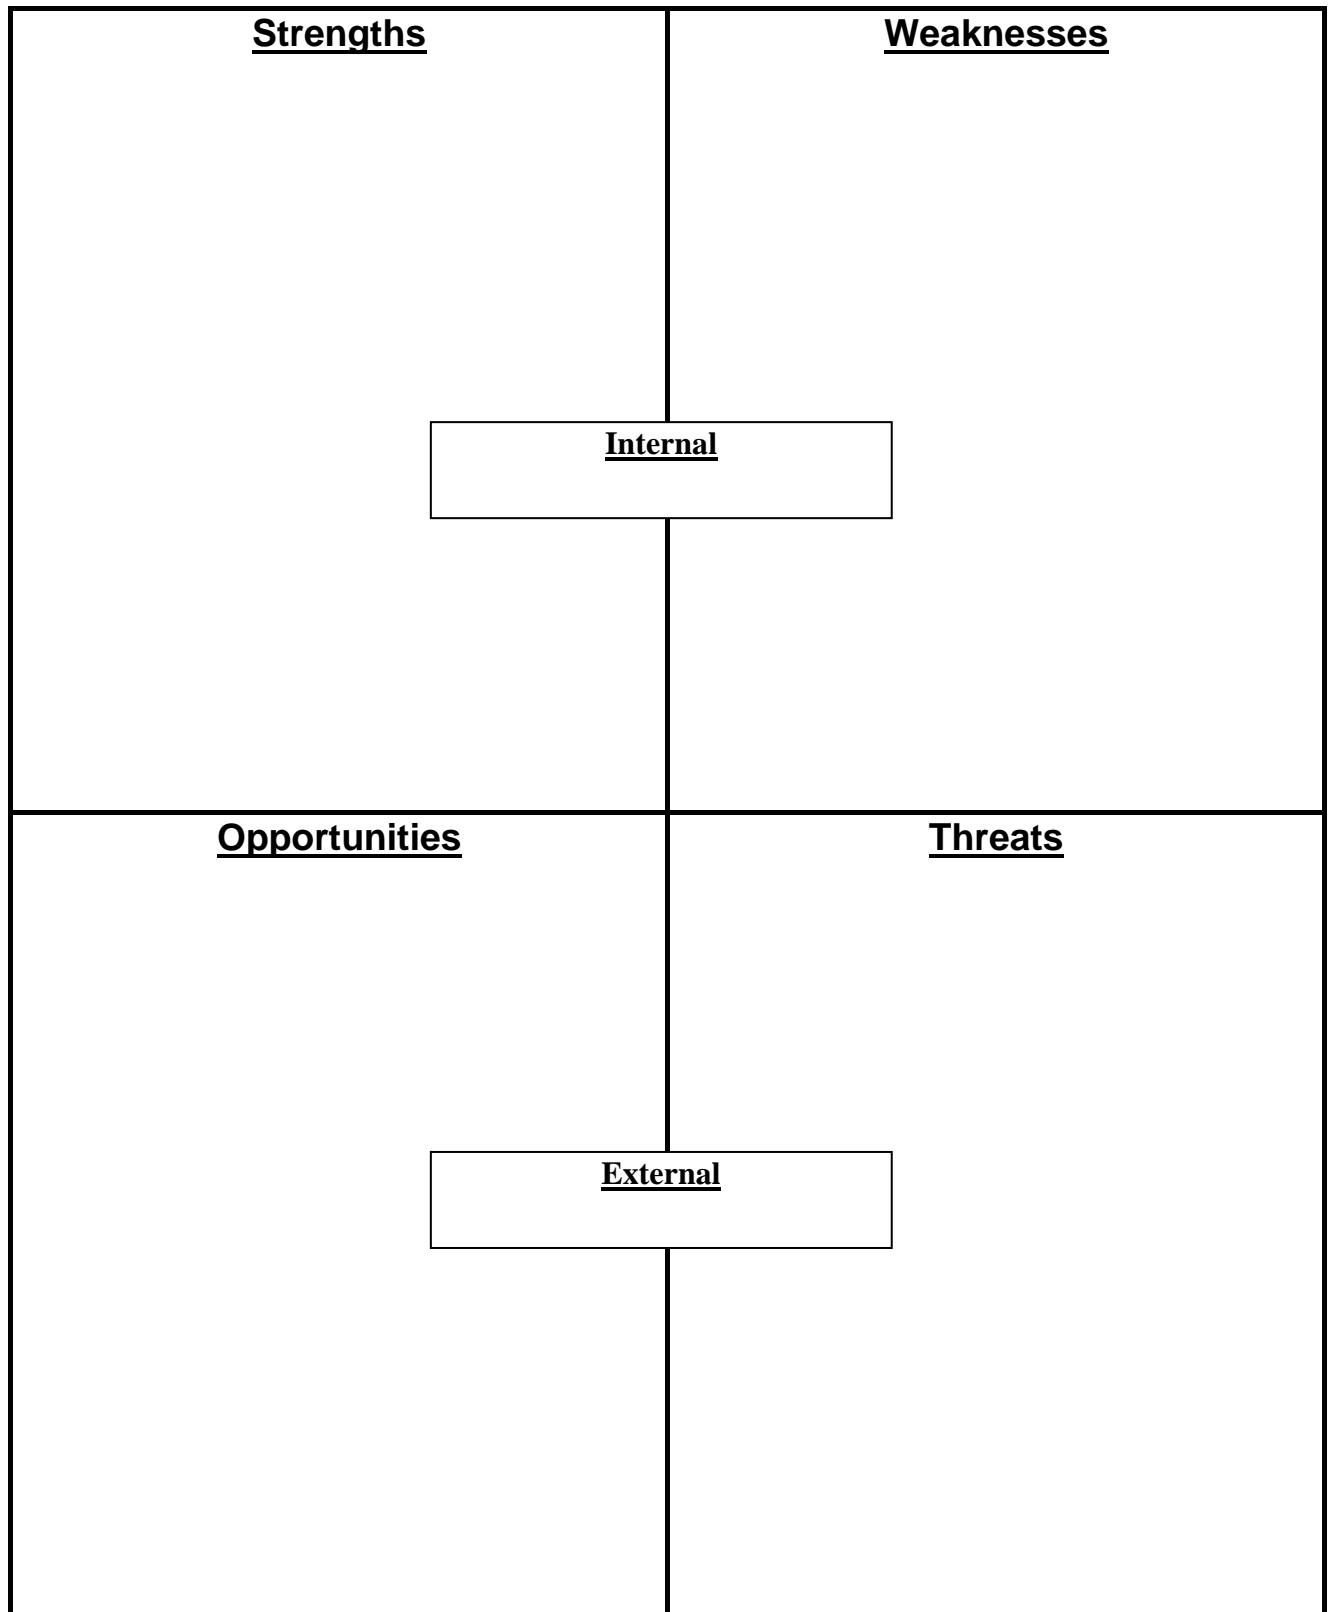 Strengths
Weaknesses
Internal
Opportunities
Threats
External